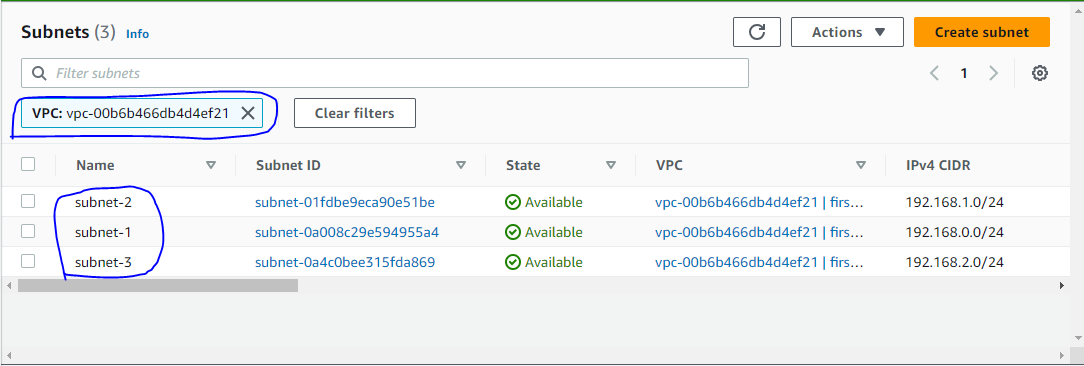 Subnets (3) Info
Actions
Create subnet
Filter subnets
1
VPC: vpc-00b6b466db4d4ef21
Clear filters
Name Subnet ID State VPC IPv4 CIDR
subnet-2 subnet-01fdbe9eca90e51be Available vpc-00b6b466db4d4ef21 | firs... 192.168.1.0/24
subnet-1 subnet-0a008c29e594955a4 Available vpc-00b6b466db4d4ef21 | firs... 192.168.0.0/24
subnet-3 subnet-0a4c0bee315fda869 Available vpc-00b6b466db4d4ef21 | firs... 192.168.2.0/24